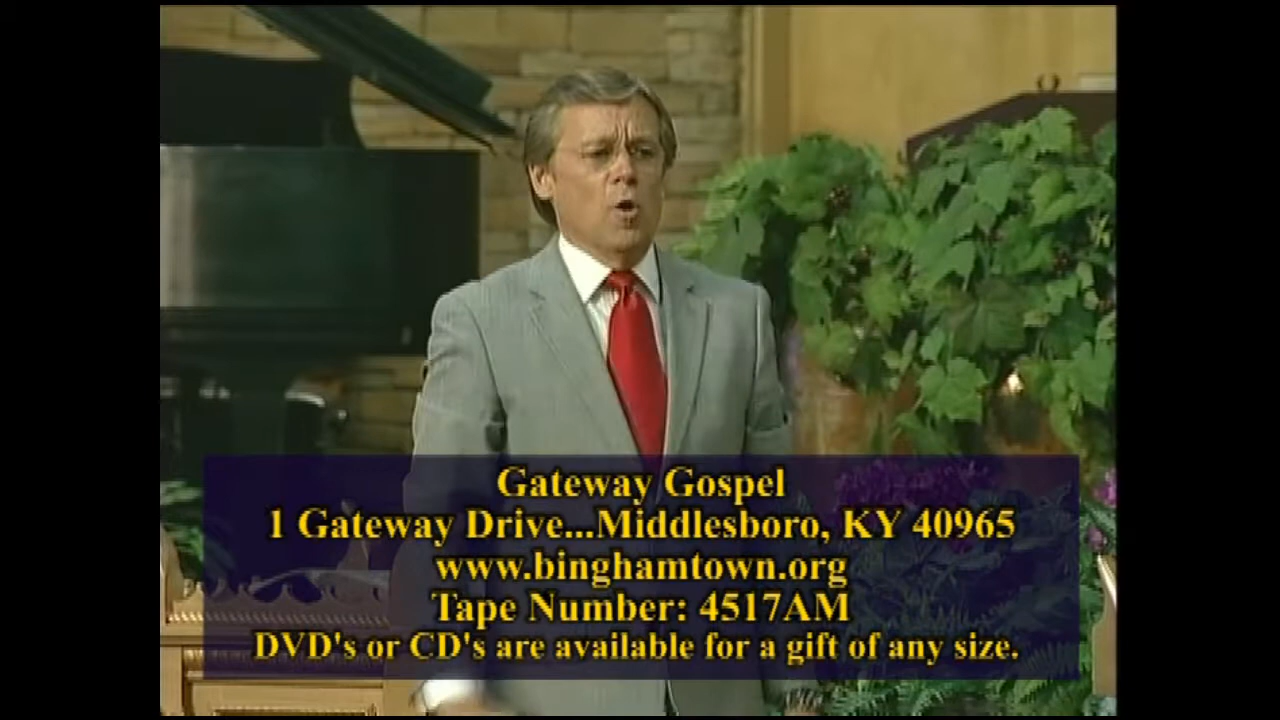 Gateway Gospel
1 Gateway Drive...Middlesboro, KY 40965
www.binghamtown.org
Tape Number: 4517AM
DVD's or CD's are available for a gift of any size.